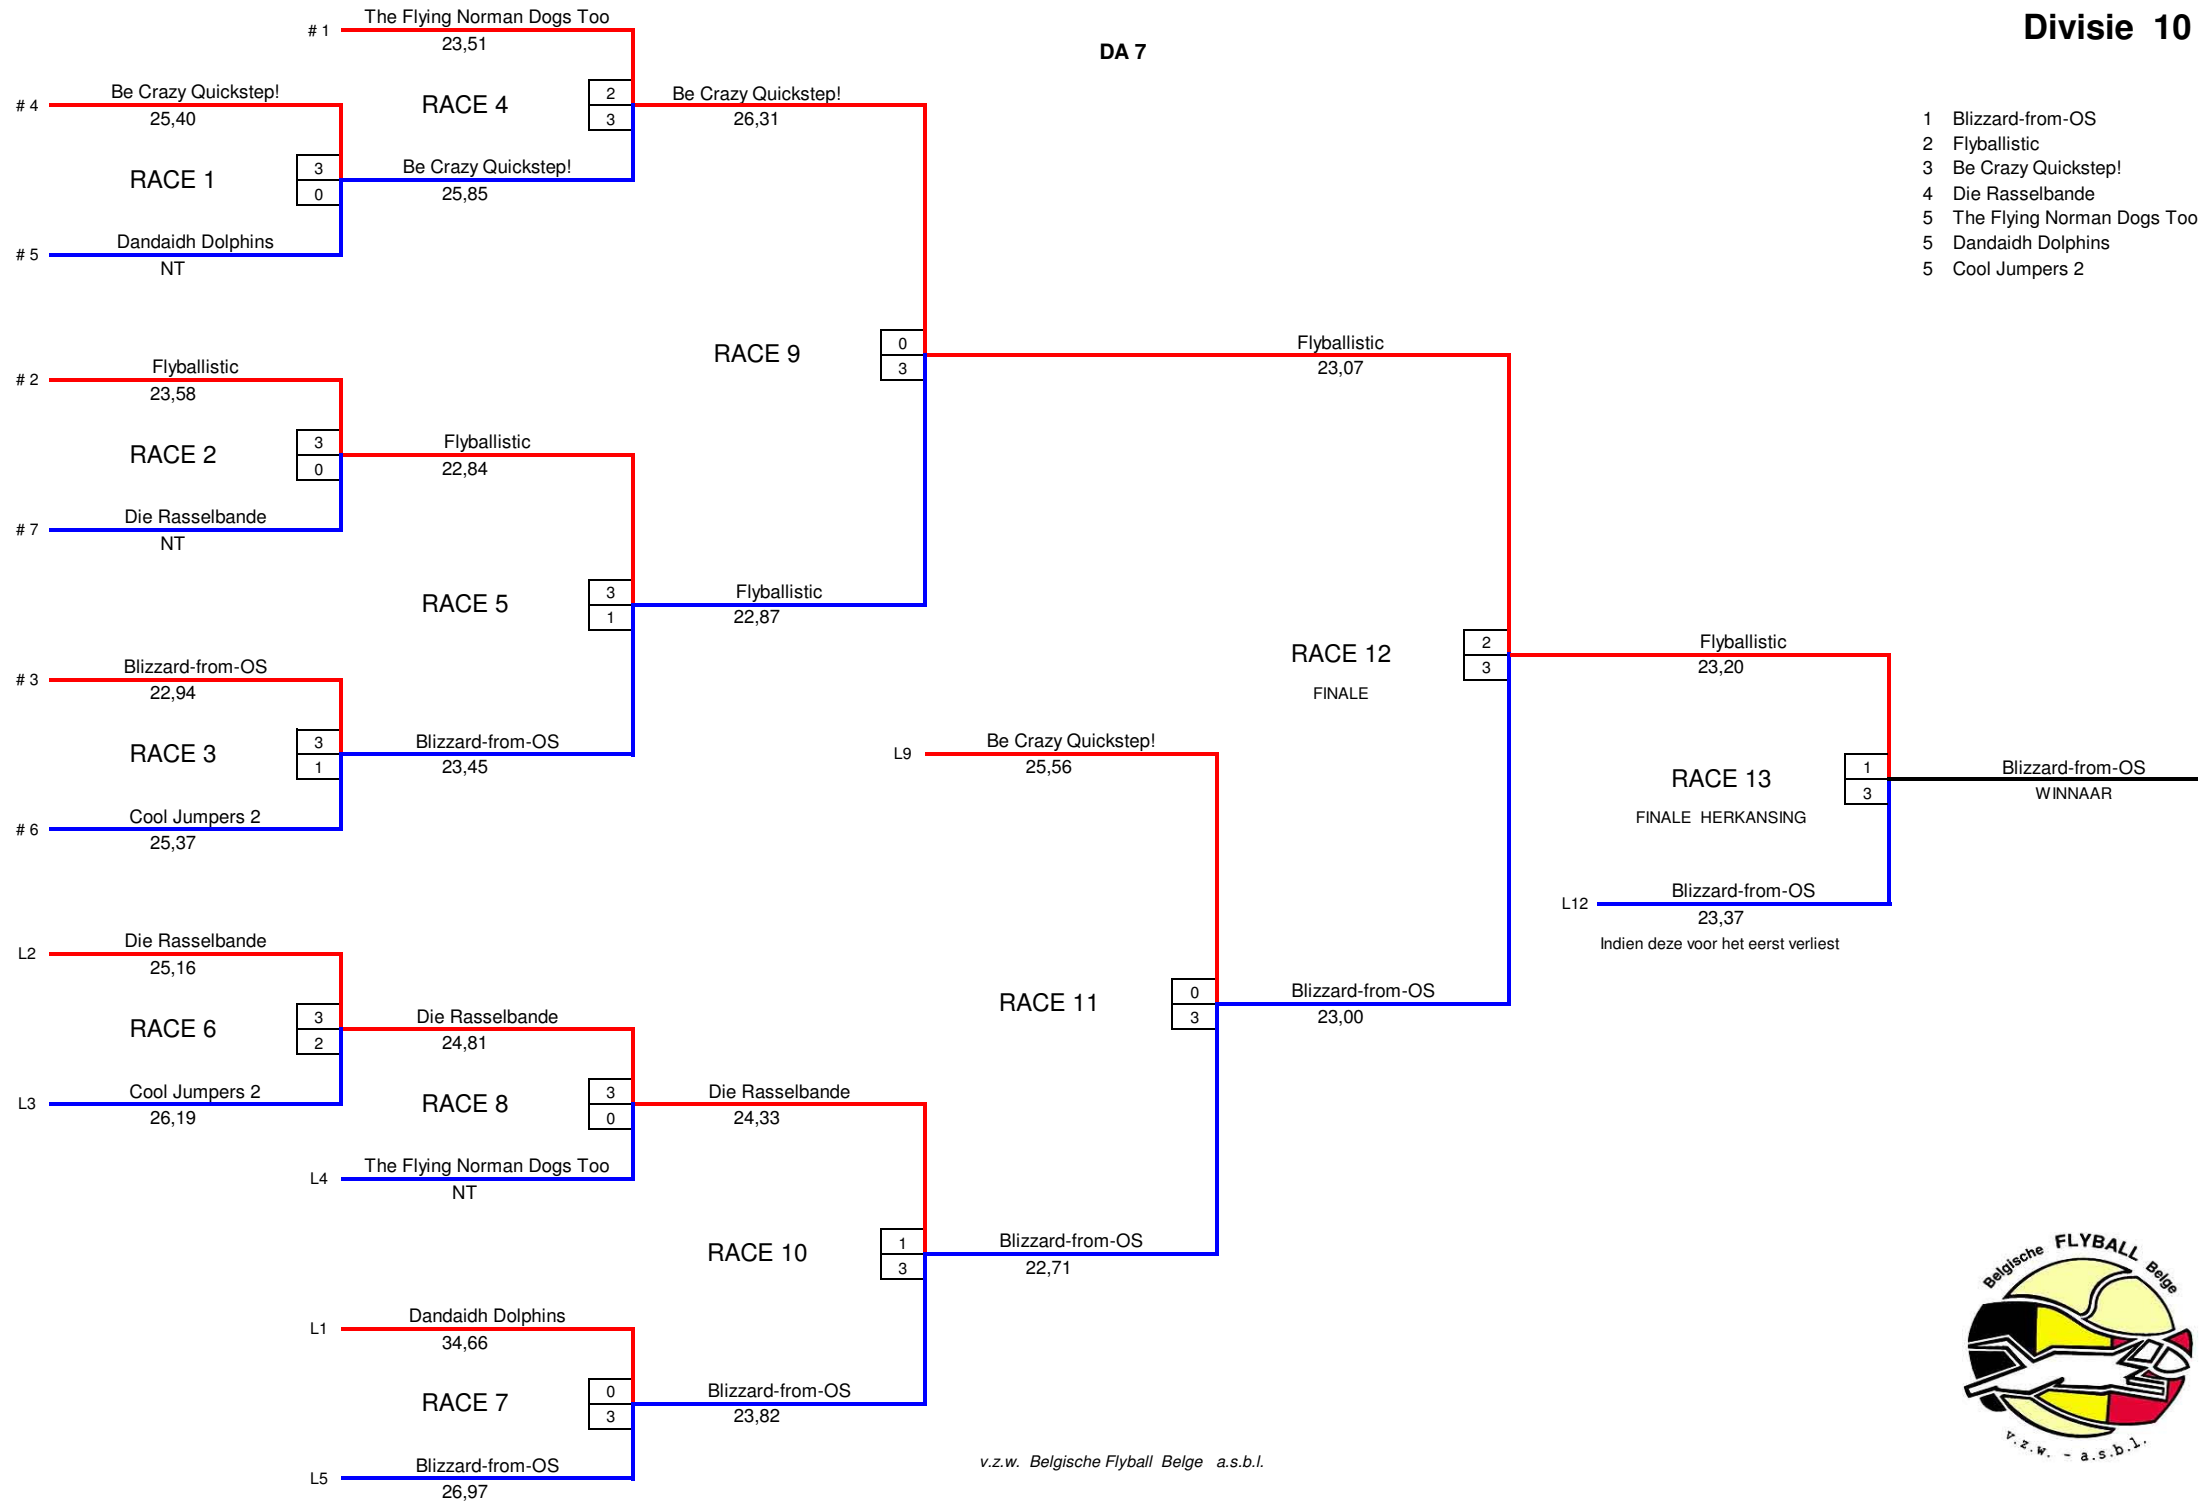 Divisie 10
DA 7
1 Blizzard-from-OS
2 Flyballistic
3 Be Crazy Quickstep!
4 Die Rasselbande
5 The Flying Norman Dogs Too
5 Dandaidh Dolphins
5 Cool Jumpers 2
# 1 The Flying Norman Dogs Too
23,51
RACE 4
2
3
Be Crazy Quickstep!
25,85
# 4 Be Crazy Quickstep!
25,40
RACE 1
3
0
# 5 Dandaidh Dolphins
NT
# 2 Flyballistic
23,58
RACE 2
3
0
# 7 Die Rasselbande
NT
Flyballistic
22,84
RACE 5
3
1
Blizzard-from-OS
23,45
# 3 Blizzard-from-OS
22,94
RACE 3
3
1
# 6 Cool Jumpers 2
25,37
Be Crazy Quickstep!
26,31
RACE 9
0
3
Flyballistic
22,87
L2 Die Rasselbande
25,16
RACE 6
3
2
L3 Cool Jumpers 2
26,19
Die Rasselbande
24,81
RACE 8
3
0
L4 The Flying Norman Dogs Too
NT
L1 Dandaidh Dolphins
34,66
RACE 7
0
3
L5 Blizzard-from-OS
26,97
Die Rasselbande
24,33
RACE 10
1
3
Blizzard-from-OS
23,82
L9 Be Crazy Quickstep!
25,56
RACE 11
0
3
Blizzard-from-OS
22,71
Flyballistic
23,07
RACE 12
FINALE
2
3
Blizzard-from-OS
23,00
Flyballistic
23,20
RACE 13
FINALE HERKANSING
1
3
L12 Blizzard-from-OS
23,37
Indien deze voor het eerst verliest
Blizzard-from-OS
WINNAAR
v.z.w. Belgische Flyball Belge a.s.b.l.
Belgische FLYBALL Belge
v.z.w. - a.s.b.l.